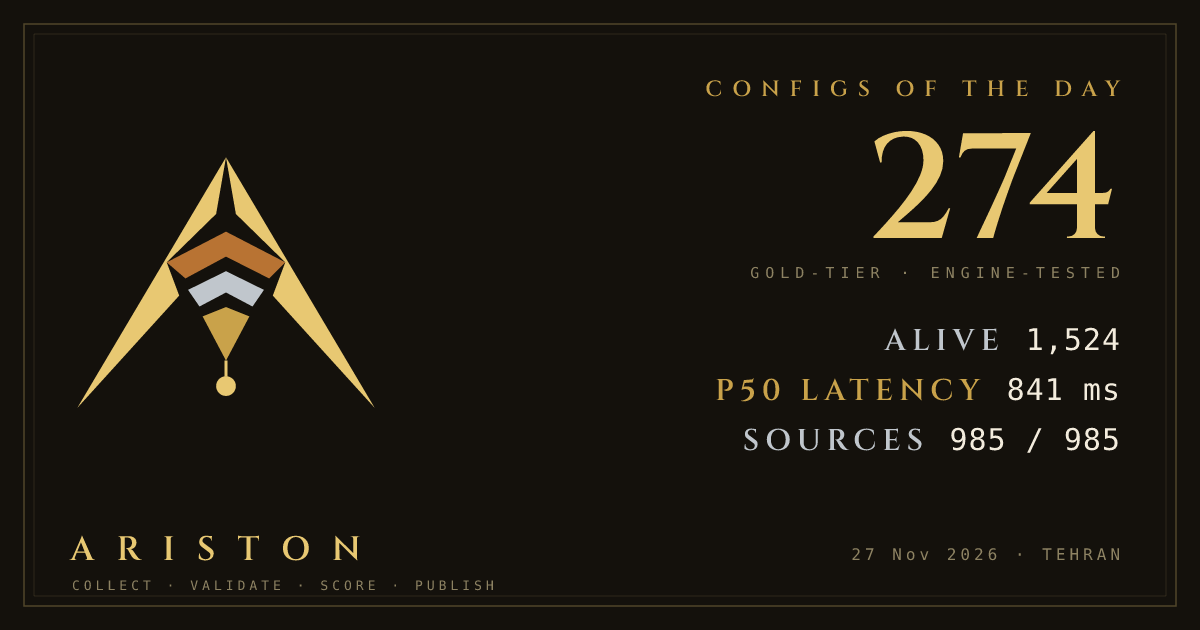 CONFIGS OF THE DAY
274
GOLD-TIER · ENGINE-TESTED
ALIVE 1,524
P50 LATENCY 841 ms
SOURCES 985 / 985
ARISTON
COLLECT · VALIDATE · SCORE · PUBLISH
27 Nov 2026 · TEHRAN